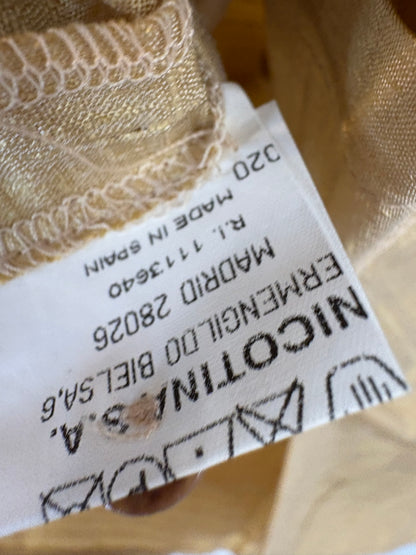 NICOTINA S.A.
ERMENGILDO BIELSA,6
MADRID 28026
R.I. 1113640
MADE IN SPAIN
020